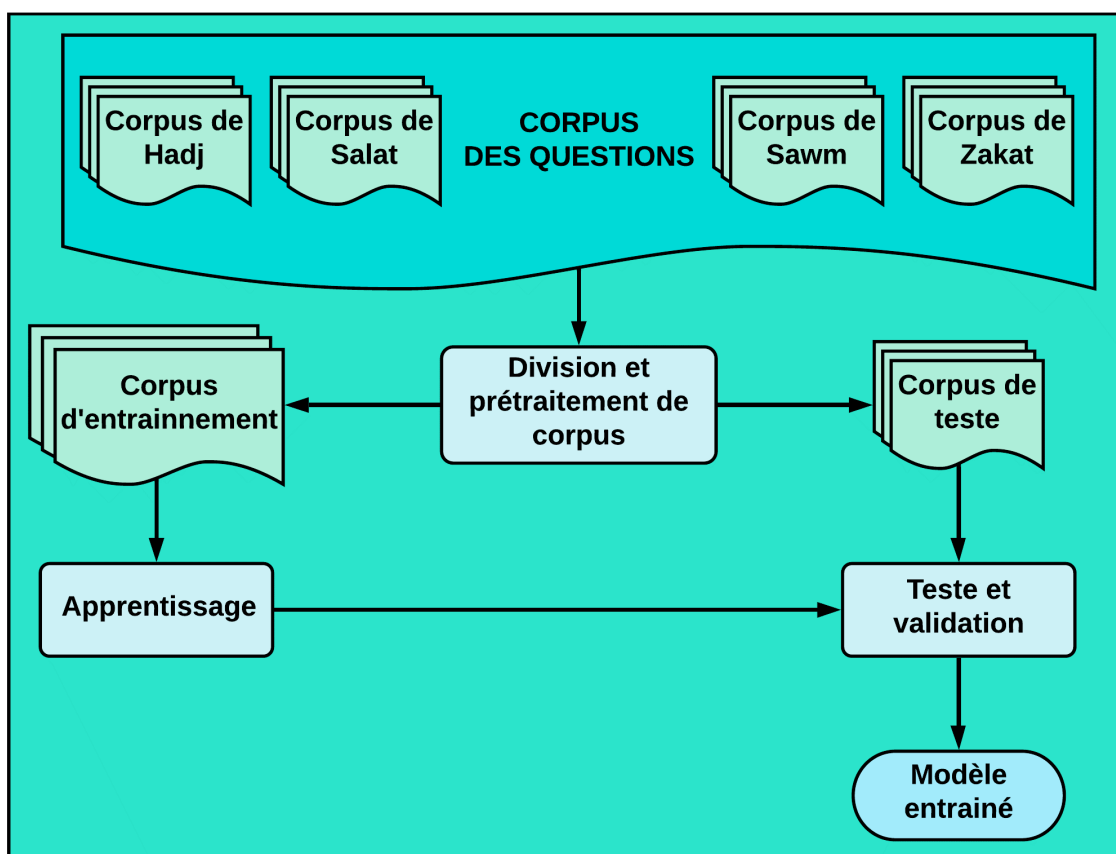 Corpus de
Hadj
Corpus de
Salat
CORPUS
DES QUESTIONS
Corpus de
Sawm
Corpus de
Zakat
Division et
prétraitement de
corpus
Corpus
d'entrainnement
Corpus de
teste
Apprentissage
Teste et
validation
Modèle
entrainé